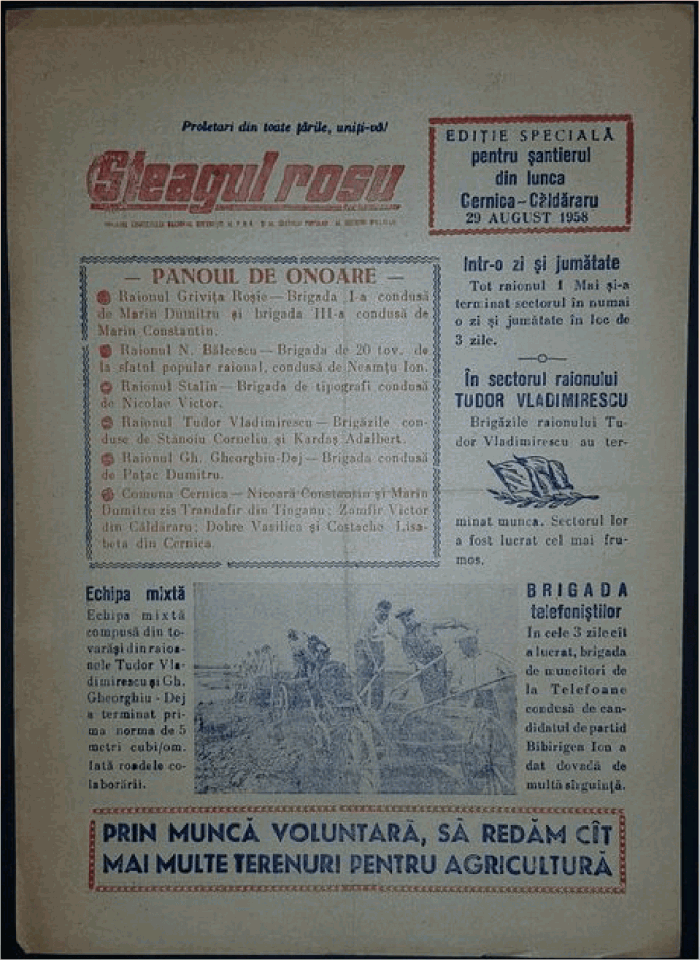 Proletari din toate țările, uniți-vă!
Steagul roșu
EDIȚIE SPECIALĂ
pentru șantierul
din lunca
Cernica-Căldăraru
29 AUGUST 1958
— PANOUL DE ONOARE —
Raionul Grivița Roșie — Brigada I-a condusă
de Marin Dumitru și brigada III-a condusă de
Marin Constantin.
Raionul N. Bălcescu — Brigada de 20 tov. de
la sfatul popular raional, condusă de Neamțu Ion.
Raionul Stalin — Brigada de tipografi condusă
de Nicolae Victor.
Raionul Tudor Vladimirescu — Brigăzile con-
duse de Stănoiu Corneliu și Kardaș Adalbert.
Raionul Gh. Gheorghiu-Dej — Brigada condusă
de Pațac Dumitru.
Comuna Cernica — Nicoară Constantin și Marin
Dumitru zis Trandafir din Tînganu; Zamfir Victor
din Căldăraru; Dobre Vasilica și Costache Lisa-
beta din Cernica.
Intr-o zi și jumătate
Tot raionul 1 Mai și-a
terminat sectorul în numai
o zi și jumătate în loc de
3 zile.
În sectorul raionului
TUDOR VLADIMIRESCU
Brigăzile raionului Tu-
dor Vladimirescu au ter-
minat munca. Sectorul lor
a fost lucrat cel mai fru-
mos.
Echipa mixtă
Echipa mixtă
compusă din to-
varăși din raioa-
nele Tudor Vla-
dimirescu și Gh.
Gheorghiu-Dej
a terminat pri-
ma norma de 5
metri cubi/om.
Iată roadele co-
laborării.
BRIGADA
telefoniștilor
In cele 3 zile cît
a lucrat, brigada
de muncitori de
la Telefoane
condusă de can-
didatul de partid
Bibirigea Ion a
dat dovadă de
multă sîrguință.
PRIN MUNCĂ VOLUNTARĂ, SĂ REDĂM CÎT
MAI MULTE TERENURI PENTRU AGRICULTURĂ